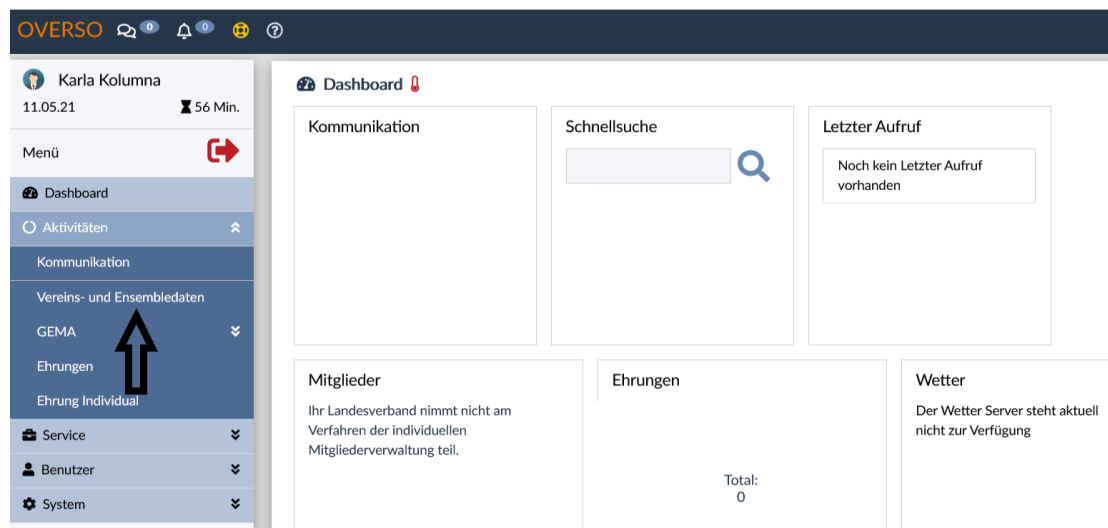 OVERSO 0 0
Karla Kolumna
11.05.21 56 Min.
Menü
Dashboard
Aktivitäten
Kommunikation
Vereins- und Ensembledaten
GEMA
Ehrungen
Ehrung Individual
Service
Benutzer
System
Dashboard
Kommunikation
Schnellsuche
Letzter Aufruf
Noch kein Letzter Aufruf
vorhanden
Mitglieder
Ihr Landesverband nimmt nicht am
Verfahren der individuellen
Mitgliederverwaltung teil.
Ehrungen
Total:
0
Wetter
Der Wetter Server steht aktuell
nicht zur Verfügung